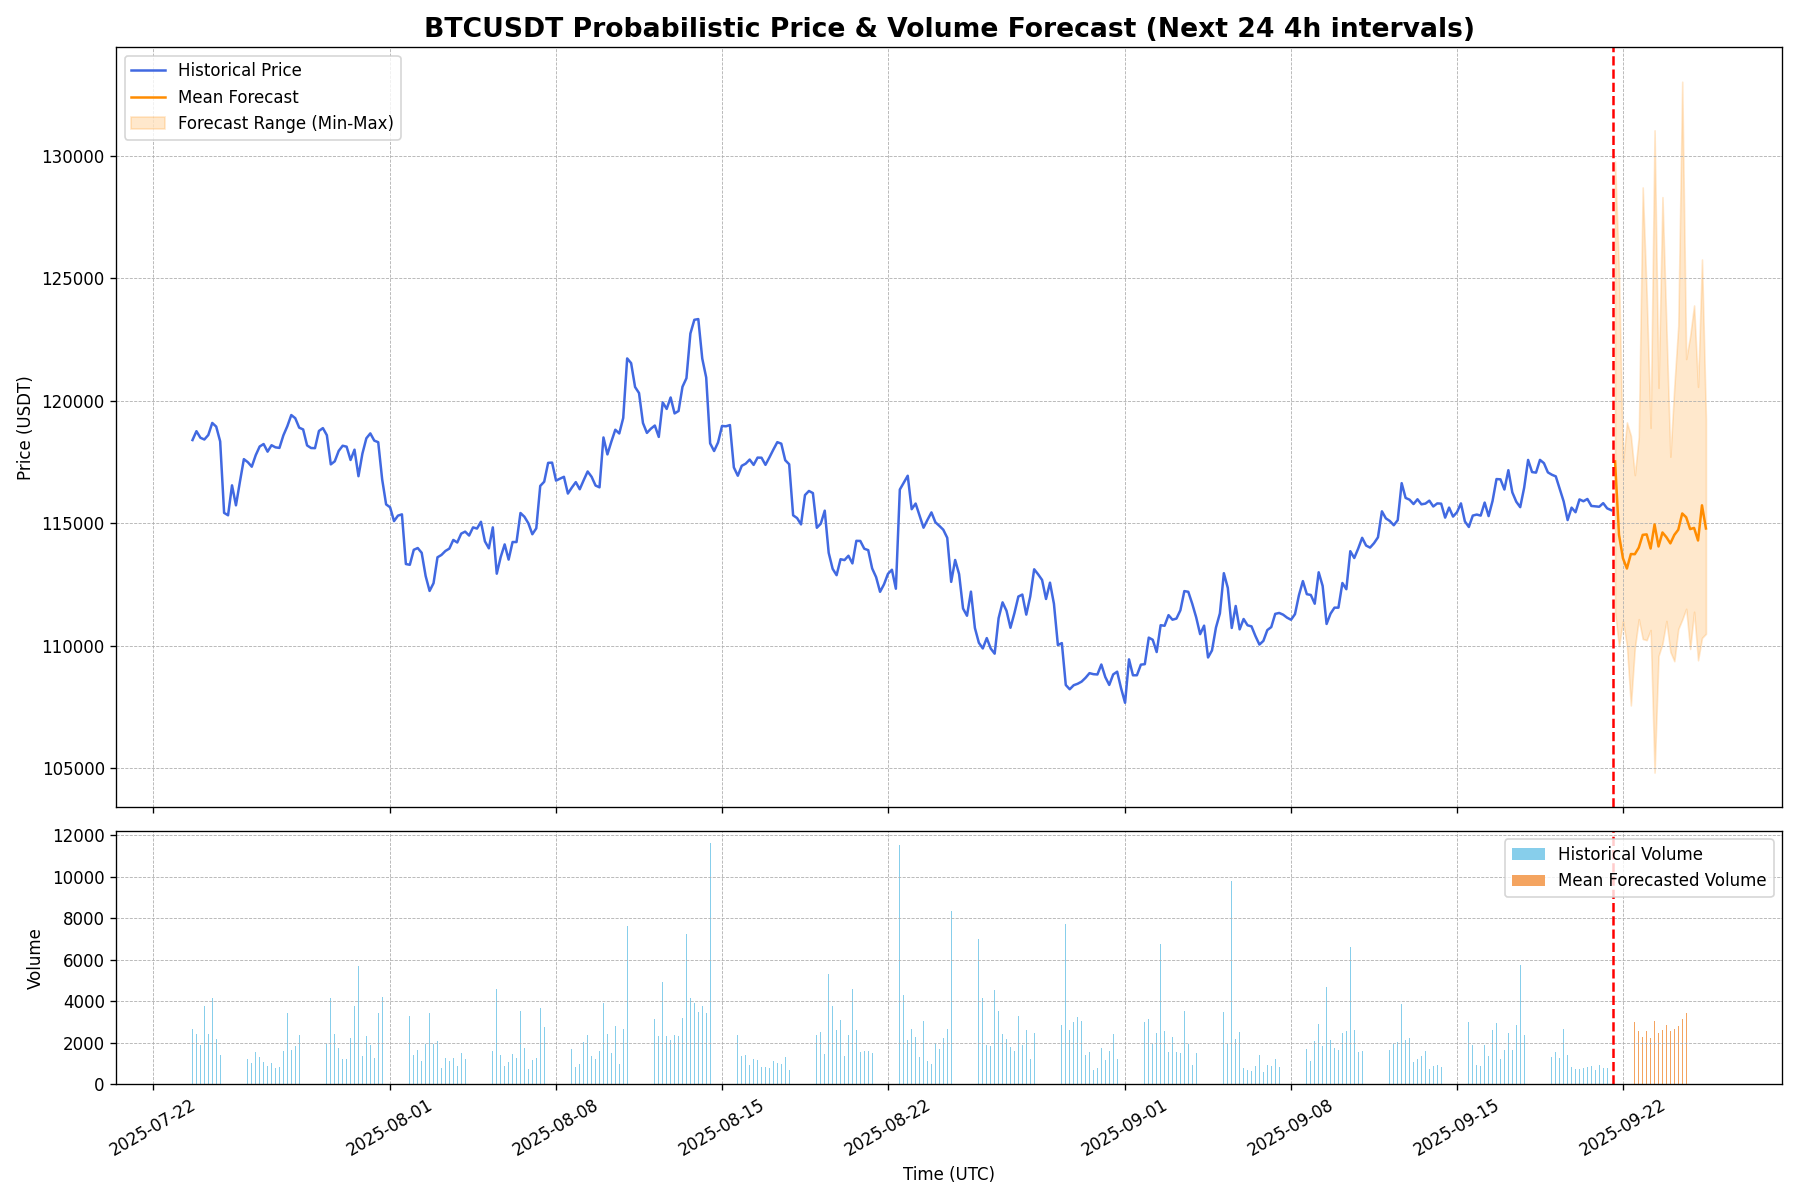 BTCUSDT Probabilistic Price & Volume Forecast (Next 24 4h intervals)
Historical Price
Mean Forecast
Forecast Range (Min-Max)
Price (USDT)
130000
125000
120000
115000
110000
105000
Historical Volume
Mean Forecasted Volume
Volume
12000
10000
8000
6000
4000
2000
0
2025-07-22
2025-08-01
2025-08-08
2025-08-15
2025-08-22
2025-09-01
2025-09-08
2025-09-15
2025-09-22
Time (UTC)